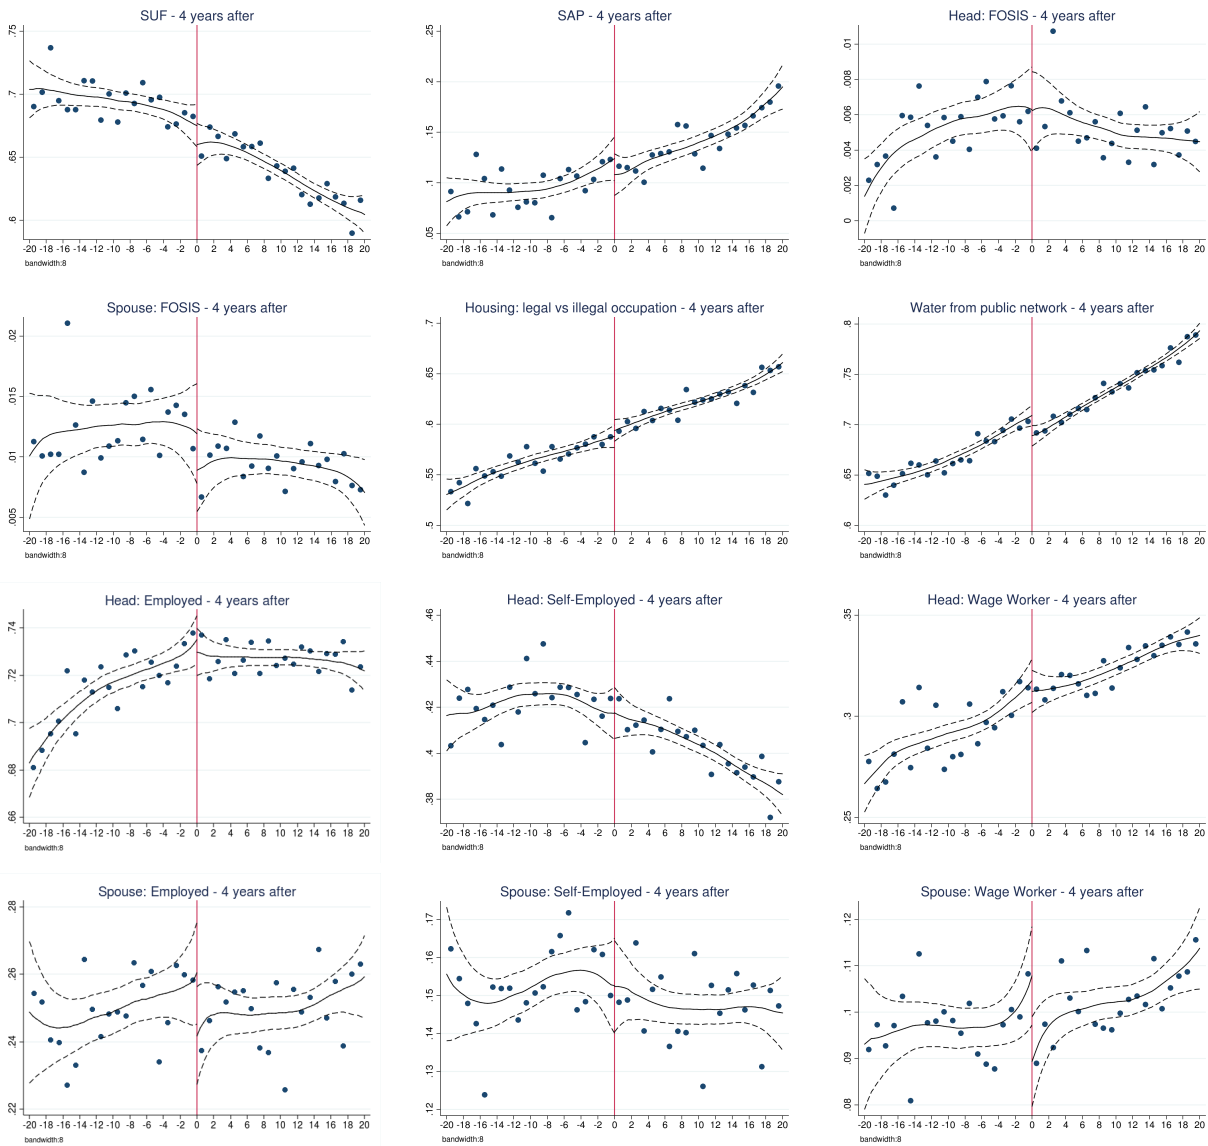 SUF - 4 years after
.75
.7
.65
.6
-20 -18 -16 -14 -12 -10 -8 -6 -4 -2 0 2 4 6 8 10 12 14 16 18 20
bandwidth:8
SAP - 4 years after
.25
.2
.15
.1
.05
-20 -18 -16 -14 -12 -10 -8 -6 -4 -2 0 2 4 6 8 10 12 14 16 18 20
bandwidth:8
Head: FOSIS - 4 years after
.01
.008
.006
.004
.002
0
-20 -18 -16 -14 -12 -10 -8 -6 -4 -2 0 2 4 6 8 10 12 14 16 18 20
bandwidth:8
Spouse: FOSIS - 4 years after
.02
.015
.01
.005
-20 -18 -16 -14 -12 -10 -8 -6 -4 -2 0 2 4 6 8 10 12 14 16 18 20
bandwidth:8
Housing: legal vs illegal occupation - 4 years after
.7
.65
.6
.55
.5
-20 -18 -16 -14 -12 -10 -8 -6 -4 -2 0 2 4 6 8 10 12 14 16 18 20
bandwidth:8
Water from public network - 4 years after
.8
.75
.7
.65
.6
-20 -18 -16 -14 -12 -10 -8 -6 -4 -2 0 2 4 6 8 10 12 14 16 18 20
bandwidth:8
Head: Employed - 4 years after
.74
.72
.7
.68
.66
-20 -18 -16 -14 -12 -10 -8 -6 -4 -2 0 2 4 6 8 10 12 14 16 18 20
bandwidth:8
Head: Self-Employed - 4 years after
.46
.44
.42
.4
.38
-20 -18 -16 -14 -12 -10 -8 -6 -4 -2 0 2 4 6 8 10 12 14 16 18 20
bandwidth:8
Head: Wage Worker - 4 years after
.35
.3
.25
-20 -18 -16 -14 -12 -10 -8 -6 -4 -2 0 2 4 6 8 10 12 14 16 18 20
bandwidth:8
Spouse: Employed - 4 years after
.28
.26
.24
.22
-20 -18 -16 -14 -12 -10 -8 -6 -4 -2 0 2 4 6 8 10 12 14 16 18 20
bandwidth:8
Spouse: Self-Employed - 4 years after
.17
.16
.15
.14
.13
.12
-20 -18 -16 -14 -12 -10 -8 -6 -4 -2 0 2 4 6 8 10 12 14 16 18 20
bandwidth:8
Spouse: Wage Worker - 4 years after
.12
.11
.1
.09
.08
-20 -18 -16 -14 -12 -10 -8 -6 -4 -2 0 2 4 6 8 10 12 14 16 18 20
bandwidth:8